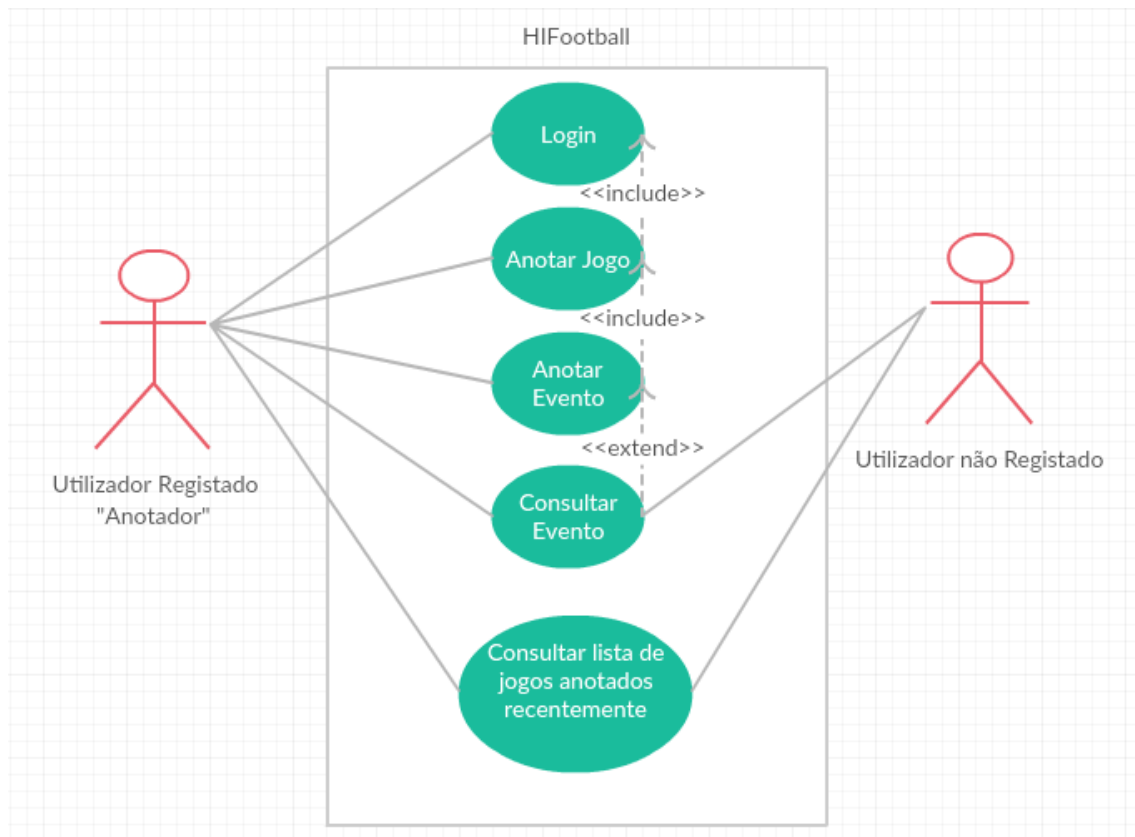 HIFootball
Login
<<include>>
Anotar Jogo
<<include>>
Anotar
Evento
<<extend>>
Consultar
Evento
Consultar lista de
jogos anotados
recentemente
Utilizador Registado
"Anotador"
Utilizador não Registado